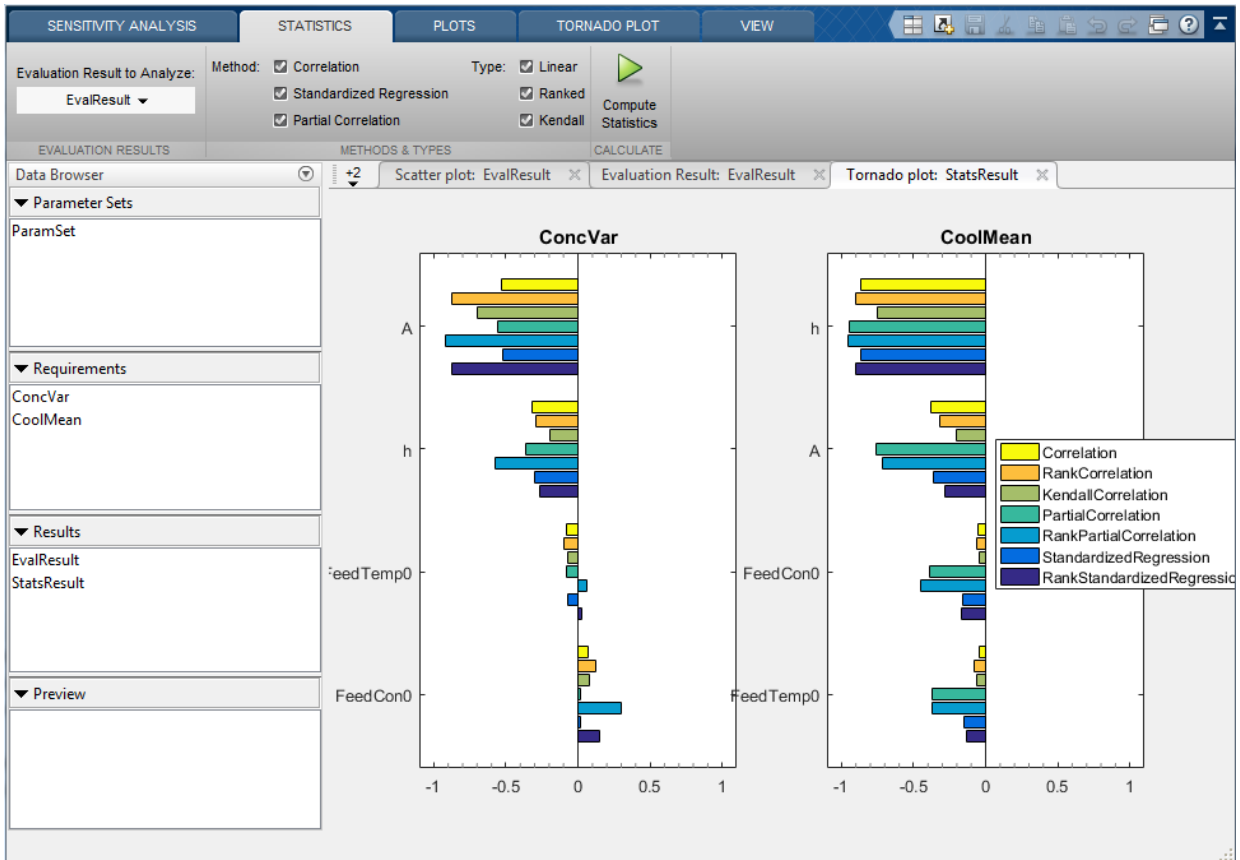 SENSITIVITY ANALYSIS STATISTICS PLOTS TORNADO PLOT VIEW
Evaluation Result to Analyze:
EvalResult
Method: Correlation
Standardized Regression
Partial Correlation
Type: Linear
Ranked
Kendall
Compute
Statistics
EVALUATION RESULTS METHODS & TYPES CALCULATE
Data Browser
Parameter Sets
ParamSet
Requirements
ConcVar
CoolMean
Results
EvalResult
StatsResult
Preview
+2 Scatter plot: EvalResult Evaluation Result: EvalResult Tornado plot: StatsResult
ConcVar
A
h
FeedTemp0
FeedCon0
-1 -0.5 0 0.5 1
CoolMean
h
A
FeedCon0
FeedTemp0
-1 -0.5 0 0.5 1
Correlation
RankCorrelation
KendallCorrelation
PartialCorrelation
RankPartialCorrelation
StandardizedRegression
RankStandardizedRegressio